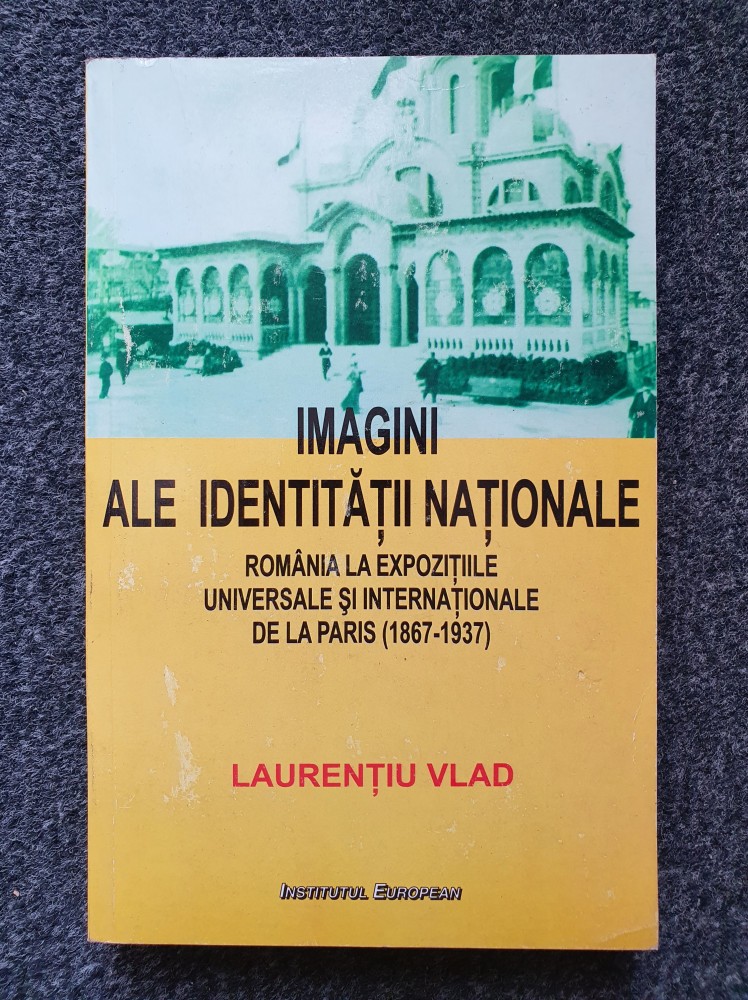 IMAGINI
ALE IDENTITĂȚII NAȚIONALE
ROMÂNIA LA EXPOZIȚIILE
UNIVERSALE ȘI INTERNAȚIONALE
DE LA PARIS (1867-1937)
LAURENȚIU VLAD
INSTITUTUL EUROPEAN